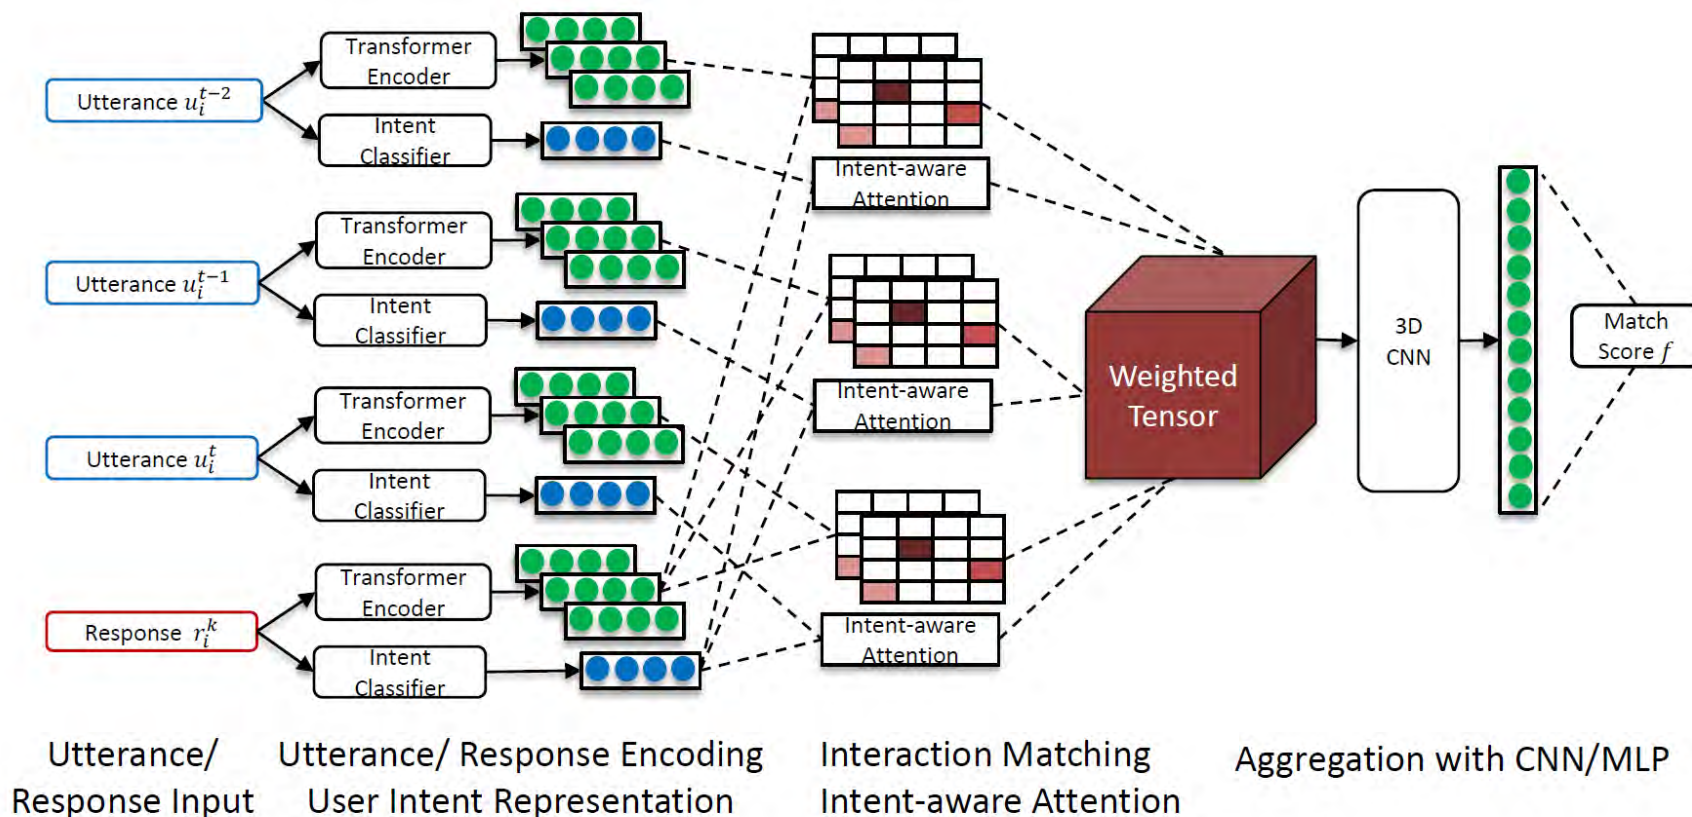 Utterance u_i^{t-2}
Transformer
Encoder
Intent
Classifier
Intent-aware
Attention
Utterance u_i^{t-1}
Transformer
Encoder
Intent
Classifier
Intent-aware
Attention
Utterance u_i^t
Transformer
Encoder
Intent
Classifier
Response r_i^k
Transformer
Encoder
Intent
Classifier
Intent-aware
Attention
Weighted
Tensor
3D
CNN
Match
Score f
Utterance/
Response Input
Utterance/ Response Encoding
User Intent Representation
Interaction Matching
Intent-aware Attention
Aggregation with CNN/MLP